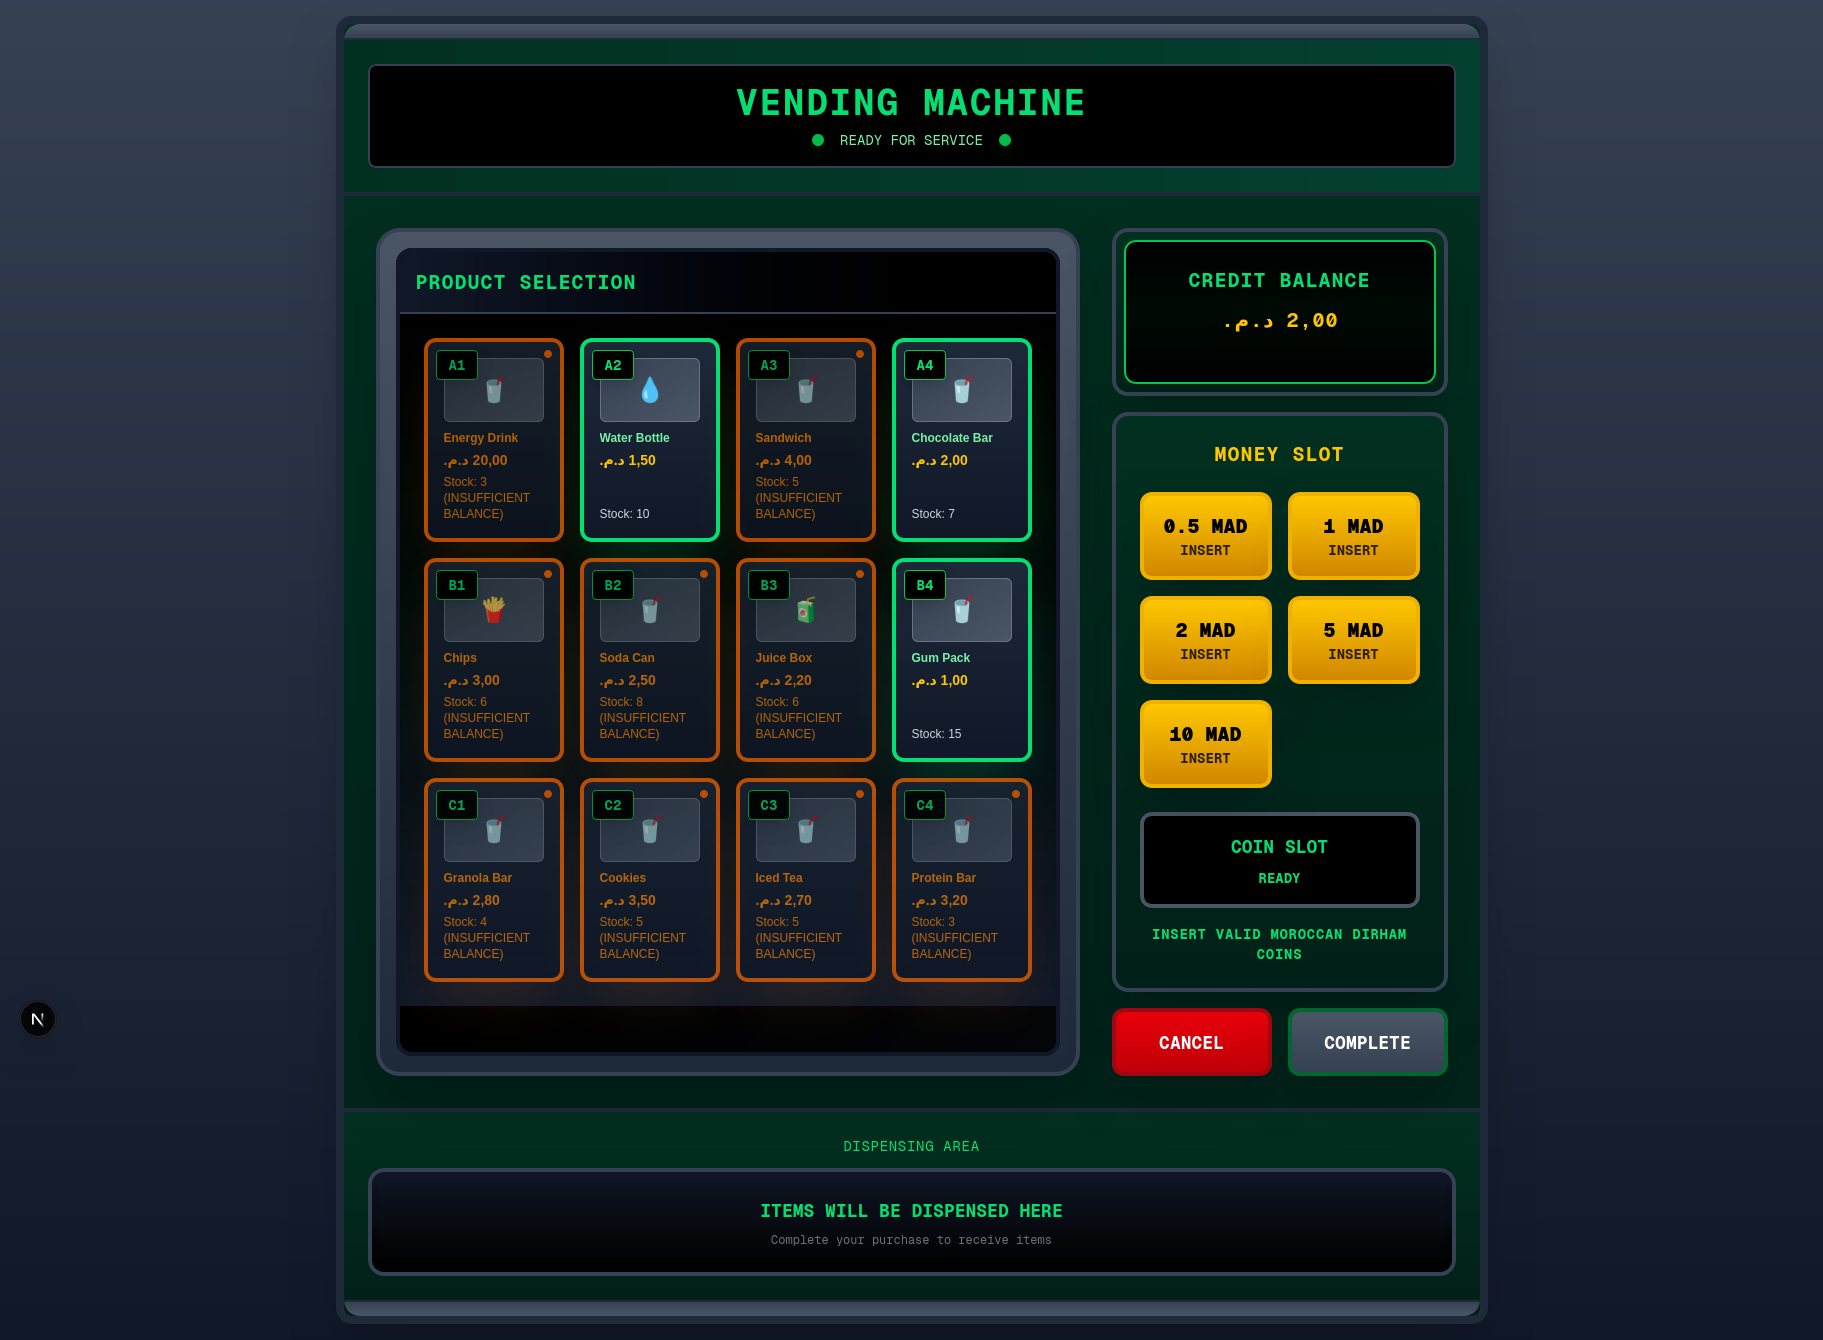 VENDING MACHINE
READY FOR SERVICE
PRODUCT SELECTION
A1
Energy Drink
د.م. 20,00
Stock: 3
(INSUFFICIENT
BALANCE)
A2
Water Bottle
د.م. 1,50
Stock: 10
A3
Sandwich
د.م. 4,00
Stock: 5
(INSUFFICIENT
BALANCE)
A4
Chocolate Bar
د.م. 2,00
Stock: 7
B1
Chips
د.م. 3,00
Stock: 6
(INSUFFICIENT
BALANCE)
B2
Soda Can
د.م. 2,50
Stock: 8
(INSUFFICIENT
BALANCE)
B3
Juice Box
د.م. 2,20
Stock: 6
(INSUFFICIENT
BALANCE)
B4
Gum Pack
د.م. 1,00
Stock: 15
C1
Granola Bar
د.م. 2,80
Stock: 4
(INSUFFICIENT
BALANCE)
C2
Cookies
د.م. 3,50
Stock: 5
(INSUFFICIENT
BALANCE)
C3
Iced Tea
د.م. 2,70
Stock: 5
(INSUFFICIENT
BALANCE)
C4
Protein Bar
د.م. 3,20
Stock: 3
(INSUFFICIENT
BALANCE)
CREDIT BALANCE
د.م. 2,00
MONEY SLOT
0.5 MAD
INSERT
1 MAD
INSERT
2 MAD
INSERT
5 MAD
INSERT
10 MAD
INSERT
COIN SLOT
READY
INSERT VALID MOROCCAN DIRHAM
COINS
CANCEL
COMPLETE
DISPENSING AREA
ITEMS WILL BE DISPENSED HERE
Complete your purchase to receive items
N